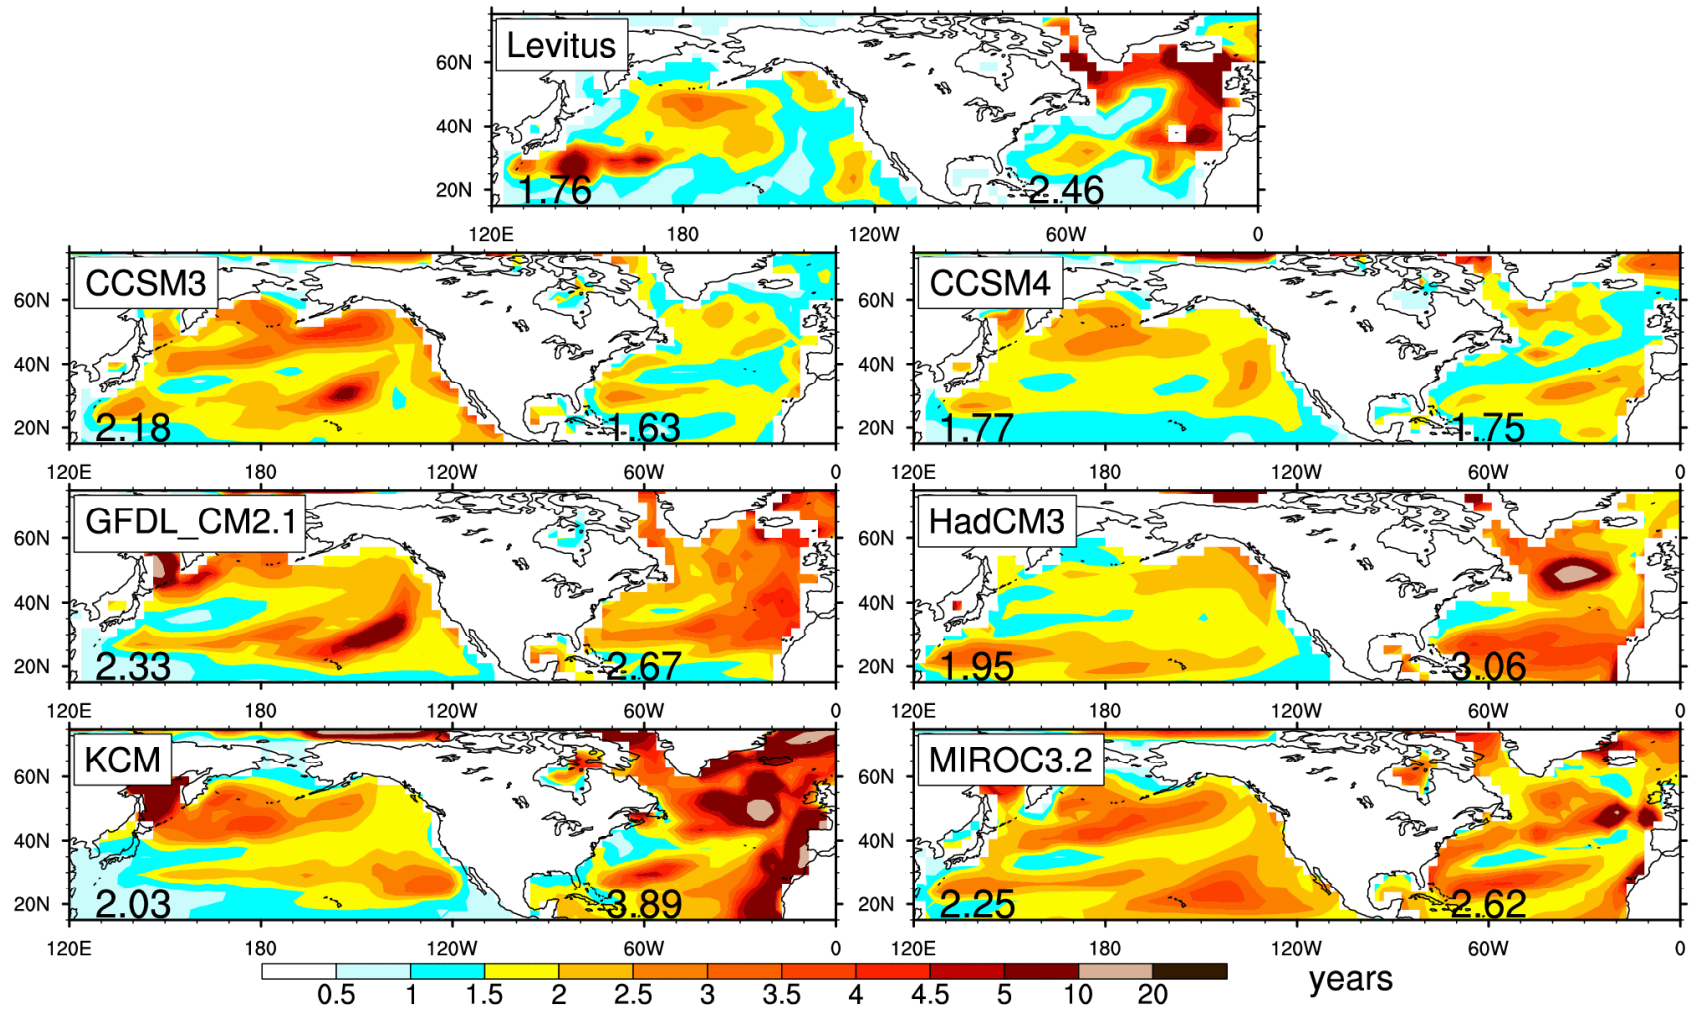 Levitus
60N
40N
20N
1.76 2.46
120E 180 120W 60W 0
CCSM3
60N
40N
20N
2.18 1.63
120E 180 120W 60W 0
CCSM4
60N
40N
20N
1.77 1.75
120E 180 120W 60W 0
GFDL_CM2.1
60N
40N
20N
2.33 2.67
120E 180 120W 60W 0
HadCM3
60N
40N
20N
1.95 3.06
120E 180 120W 60W 0
KCM
60N
40N
20N
2.03 3.89
120E 180 120W 60W 0
MIROC3.2
60N
40N
20N
2.25 2.62
120E 180 120W 60W 0
0.5 1 1.5 2 2.5 3 3.5 4 4.5 5 10 20 years